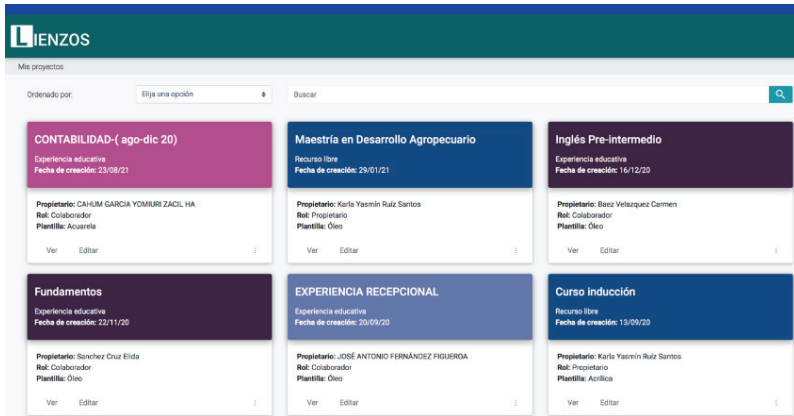 LIENZOS
Mis proyectos
Ordenado por:
Elija una opción
Buscar
CONTABILIDAD-( ago-dic 20)
Experiencia educativa
Fecha de creación: 23/08/21
Propietario: CAHUM GARCIA YOMIURI ZACIL HA
Rol: Colaborador
Plantilla: Acuarela
Ver Editar
Maestría en Desarrollo Agropecuario
Recurso libre
Fecha de creación: 29/01/21
Propietario: Karla Yasmín Ruíz Santos
Rol: Propietario
Plantilla: Óleo
Ver Editar
Inglés Pre-intermedio
Experiencia educativa
Fecha de creación: 16/12/20
Propietario: Baez Velazquez Carmen
Rol: Colaborador
Plantilla: Óleo
Ver Editar
Fundamentos
Experiencia educativa
Fecha de creación: 22/11/20
Propietario: Sanchez Cruz Elida
Rol: Colaborador
Plantilla: Óleo
Ver Editar
EXPERIENCIA RECEPCIONAL
Experiencia educativa
Fecha de creación: 20/09/20
Propietario: JOSÉ ANTONIO FERNÁNDEZ FIGUEROA
Rol: Colaborador
Plantilla: Óleo
Ver Editar
Curso inducción
Recurso libre
Fecha de creación: 13/09/20
Propietario: Karla Yasmín Ruíz Santos
Rol: Propietario
Plantilla: Acrílica
Ver Editar